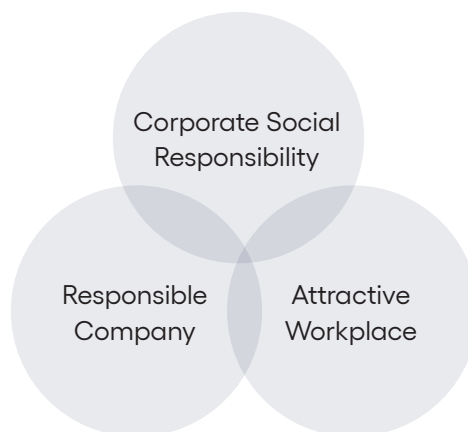 Corporate Social
Responsibility
Responsible
Company
Attractive
Workplace